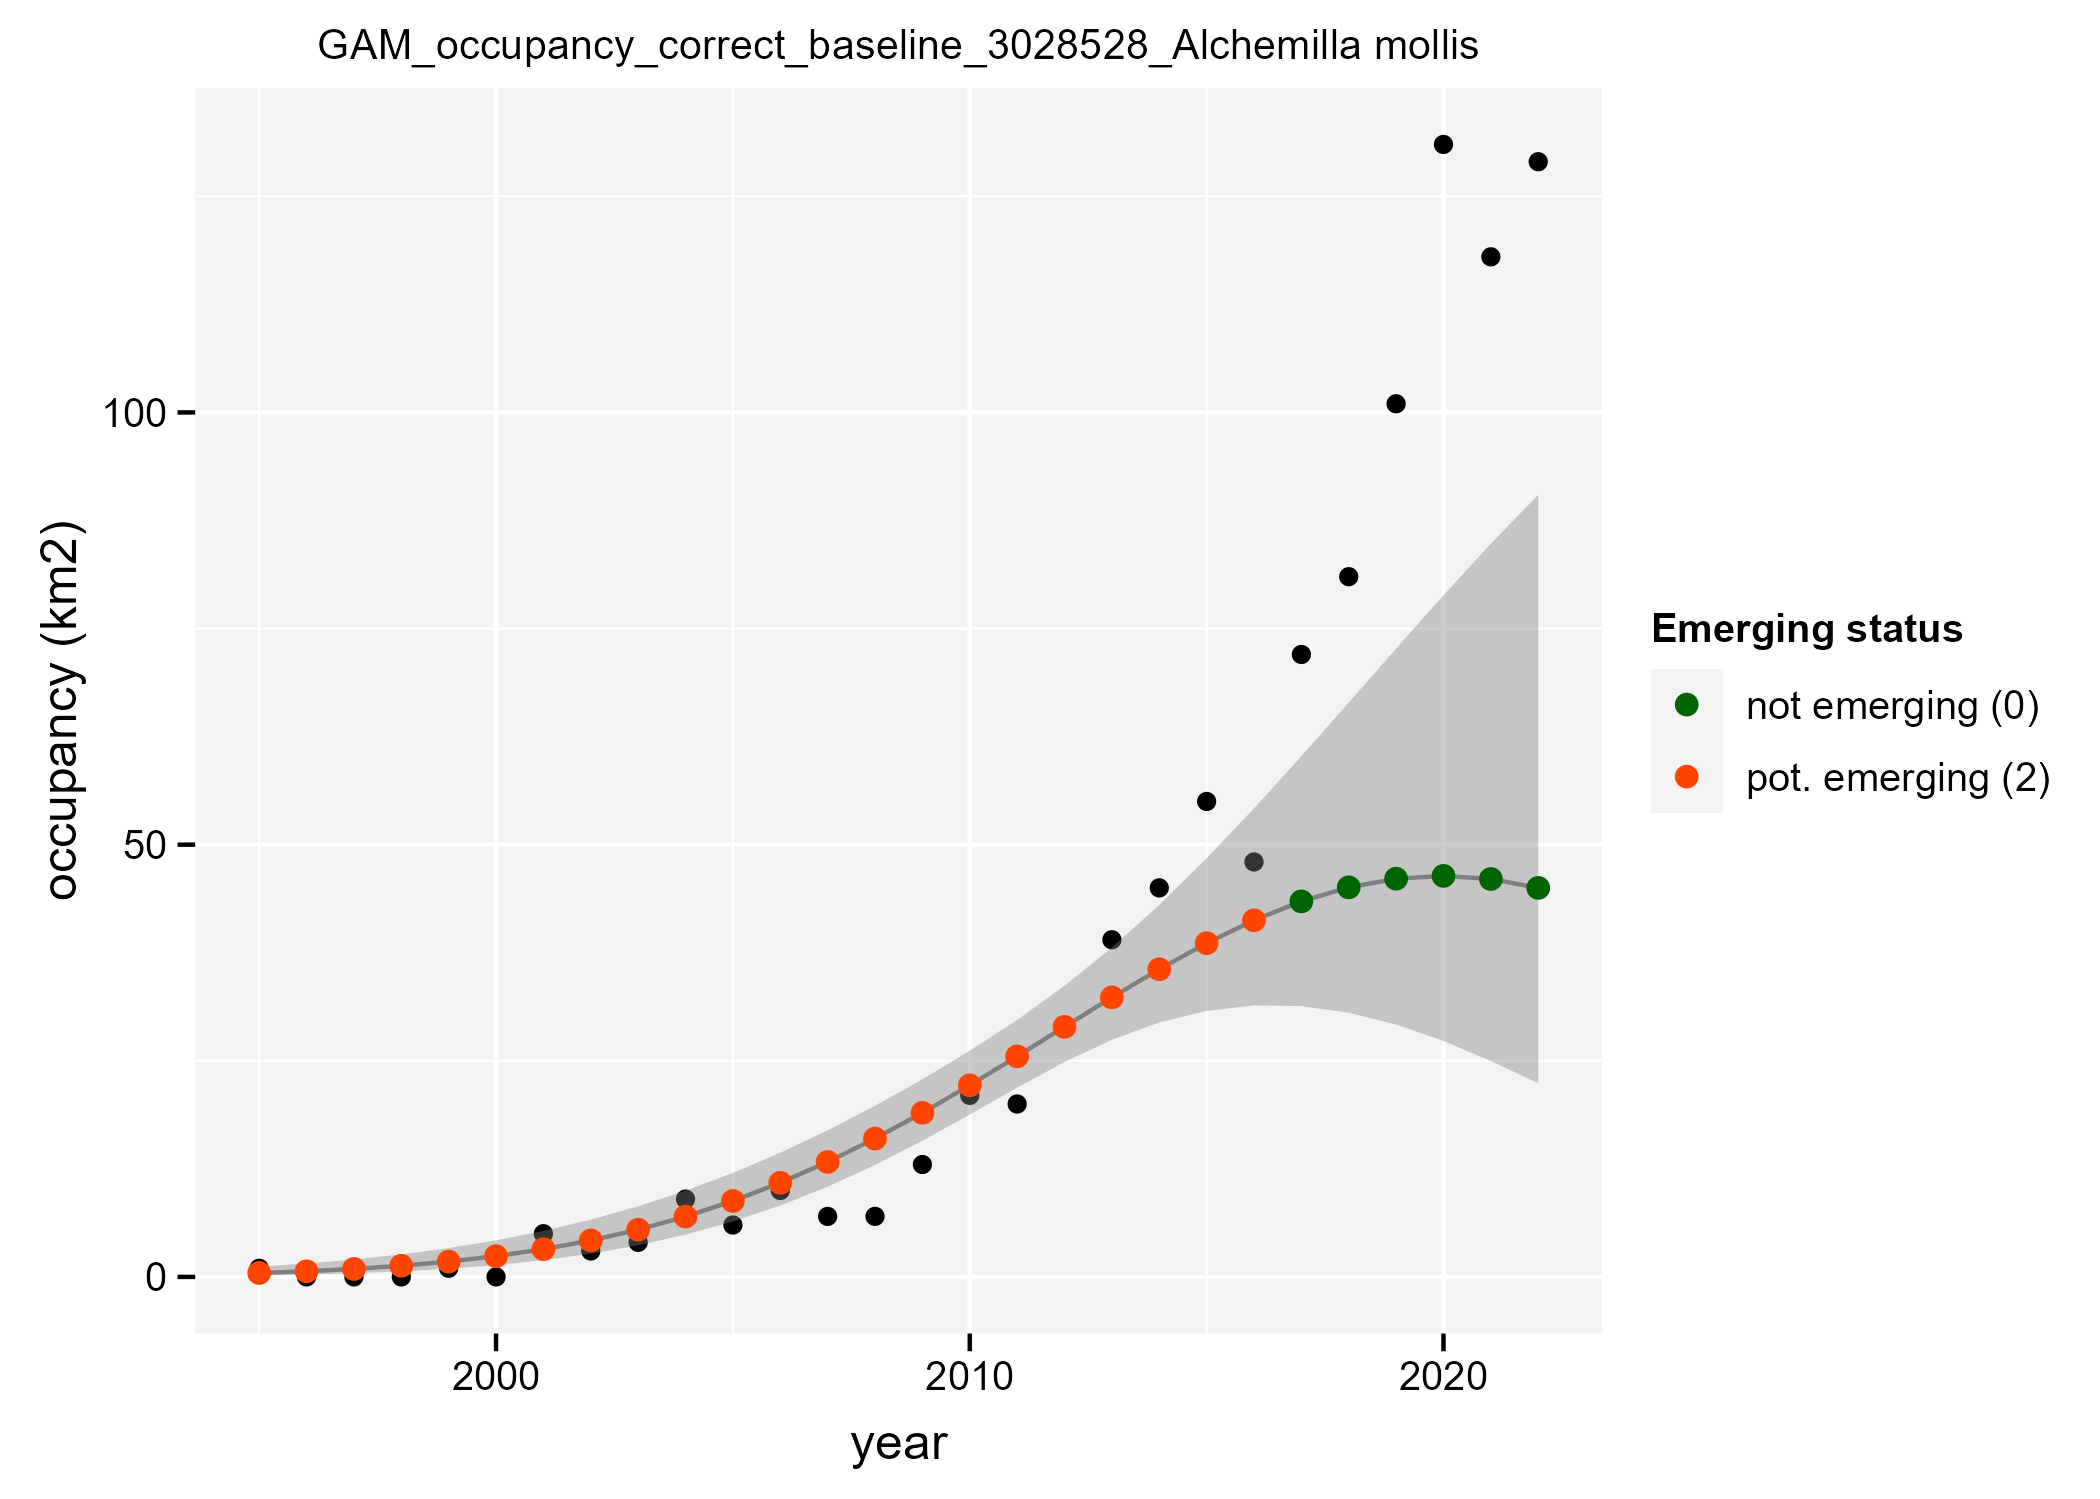 GAM_occupancy_correct_baseline_3028528_Alchemilla mollis
occupancy (km2)
100
50
0
2000 2010 2020
year
Emerging status
not emerging (0)
pot. emerging (2)